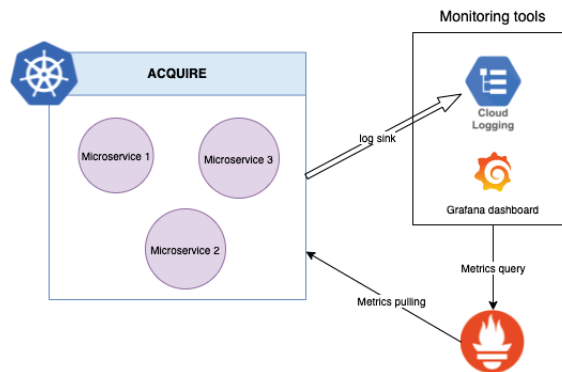 Monitoring tools
ACQUIRE
Microservice 1
Microservice 3
Microservice 2
log sink
Cloud
Logging
Grafana dashboard
Metrics query
Metrics pulling